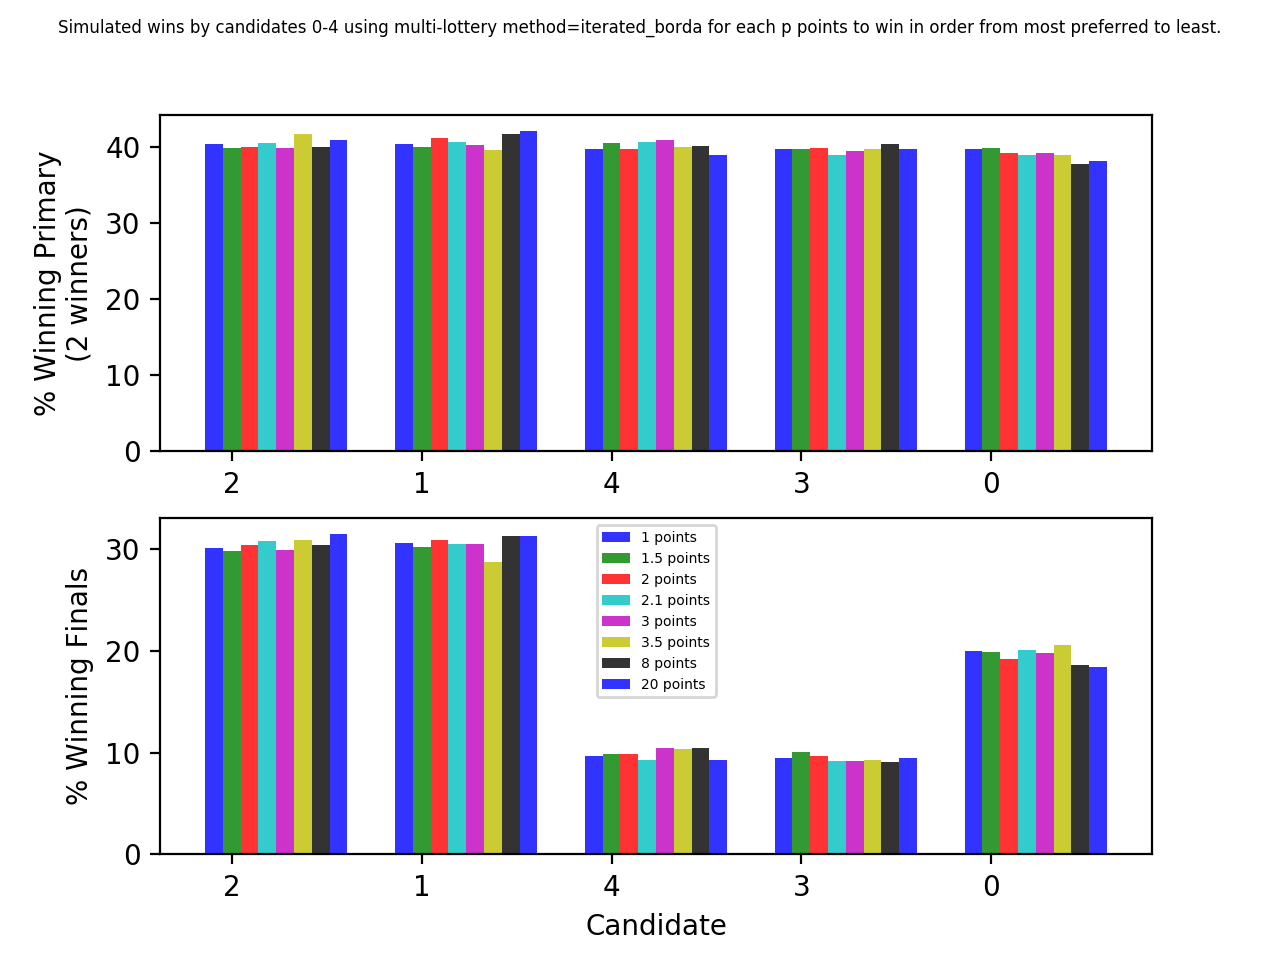 Simulated wins by candidates 0-4 using multi-lottery method=iterated_borda for each p points to win in order from most preferred to least.
% Winning Primary
(2 winners)
40
30
20
10
0
2 1 4 3 0
% Winning Finals
30
20
10
0
1 points
1.5 points
2 points
2.1 points
3 points
3.5 points
8 points
20 points
2 1 4 3 0
Candidate